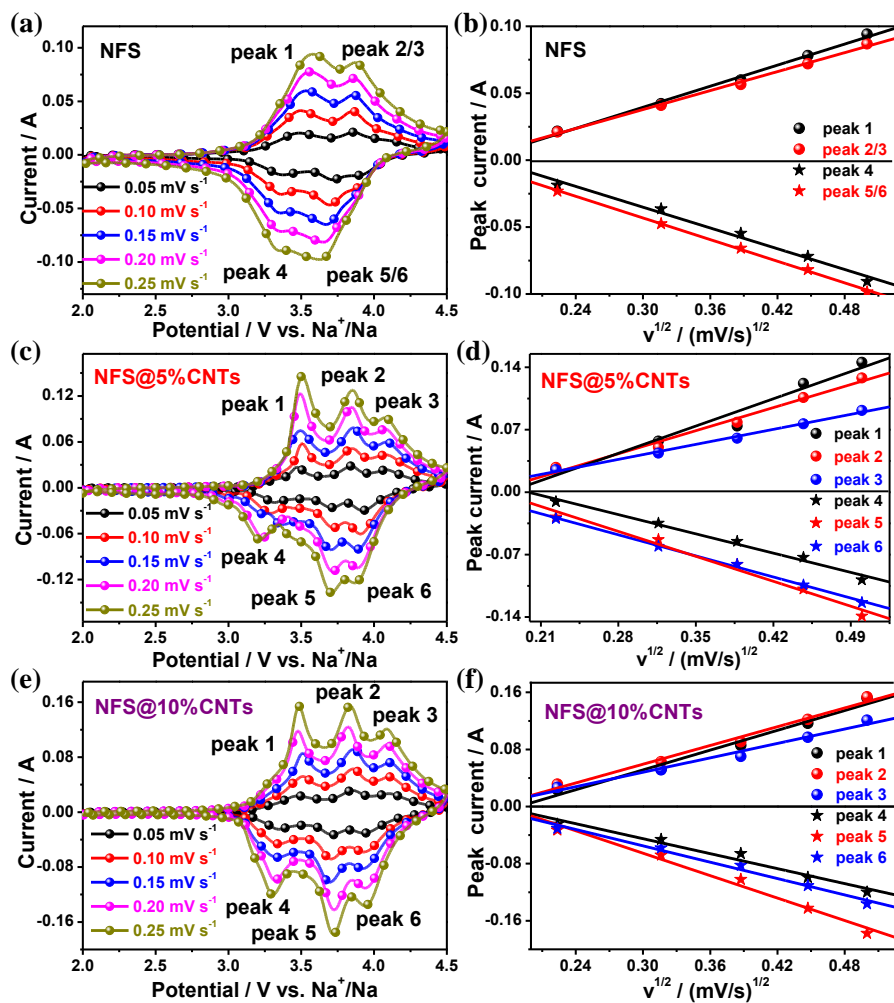 (a)
NFS
peak 1
peak 2/3
0.10
0.05
0.00
-0.05
-0.10
Current / A
0.05 mV s⁻¹
0.10 mV s⁻¹
0.15 mV s⁻¹
0.20 mV s⁻¹
0.25 mV s⁻¹
peak 4
peak 5/6
2.0 2.5 3.0 3.5 4.0 4.5
Potential / V vs. Na⁺/Na
(b)
NFS
0.10
0.05
0.00
-0.05
-0.10
Peak current / A
peak 1
peak 2/3
peak 4
peak 5/6
0.24 0.30 0.36 0.42 0.48
v¹/² / (mV/s)¹/²
(c)
NFS@5%CNTs
peak 2
peak 1
peak 3
0.12
0.06
0.00
-0.06
-0.12
Current / A
0.05 mV s⁻¹
0.10 mV s⁻¹
0.15 mV s⁻¹
0.20 mV s⁻¹
0.25 mV s⁻¹
peak 4
peak 5
peak 6
2.0 2.5 3.0 3.5 4.0 4.5
Potential / V vs. Na⁺/Na
(d)
NFS@5%CNTs
0.14
0.07
0.00
-0.07
-0.14
Peak current / A
peak 1
peak 2
peak 3
peak 4
peak 5
peak 6
0.21 0.28 0.35 0.42 0.49
v¹/² / (mV/s)¹/²
(e)
NFS@10%CNTs
peak 2
peak 1
peak 3
0.16
0.08
0.00
-0.08
-0.16
Current / A
0.05 mV s⁻¹
0.10 mV s⁻¹
0.15 mV s⁻¹
0.20 mV s⁻¹
0.25 mV s⁻¹
peak 4
peak 5
peak 6
2.0 2.5 3.0 3.5 4.0 4.5
Potential / V vs. Na⁺/Na
(f)
NFS@10%CNTs
0.16
0.08
0.00
-0.08
-0.16
Peak current / A
peak 1
peak 2
peak 3
peak 4
peak 5
peak 6
0.24 0.30 0.36 0.42 0.48
v¹/² / (mV/s)¹/²